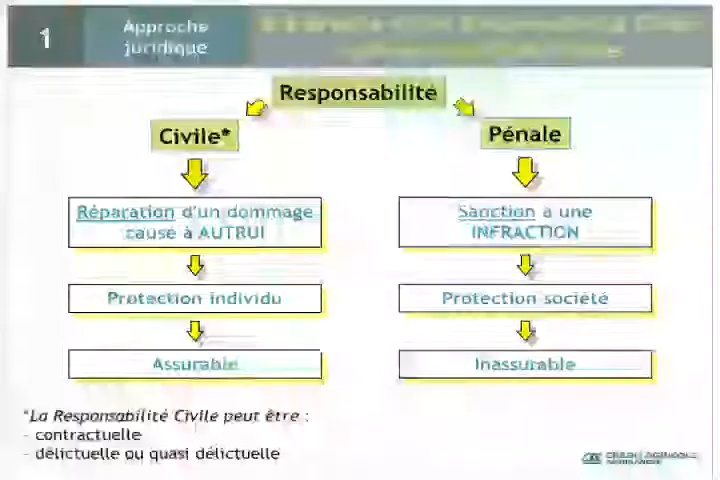 1
Approche
juridique
Responsabilité
Civile*
Pénale
Réparation d'un dommage
causé à AUTRUI
Sanction à une
INFRACTION
Protection individu
Protection société
Assurable
Inassurable
*La Responsabilité Civile peut être :
- contractuelle
- délictuelle ou quasi délictuelle